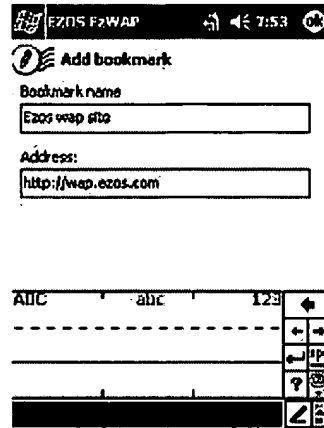 EZOS EzWAP 7:53 ok
Add bookmark
Bookmark name
Ezos wap site
Address:
http://wap.ezos.com
ABC abc 123
?